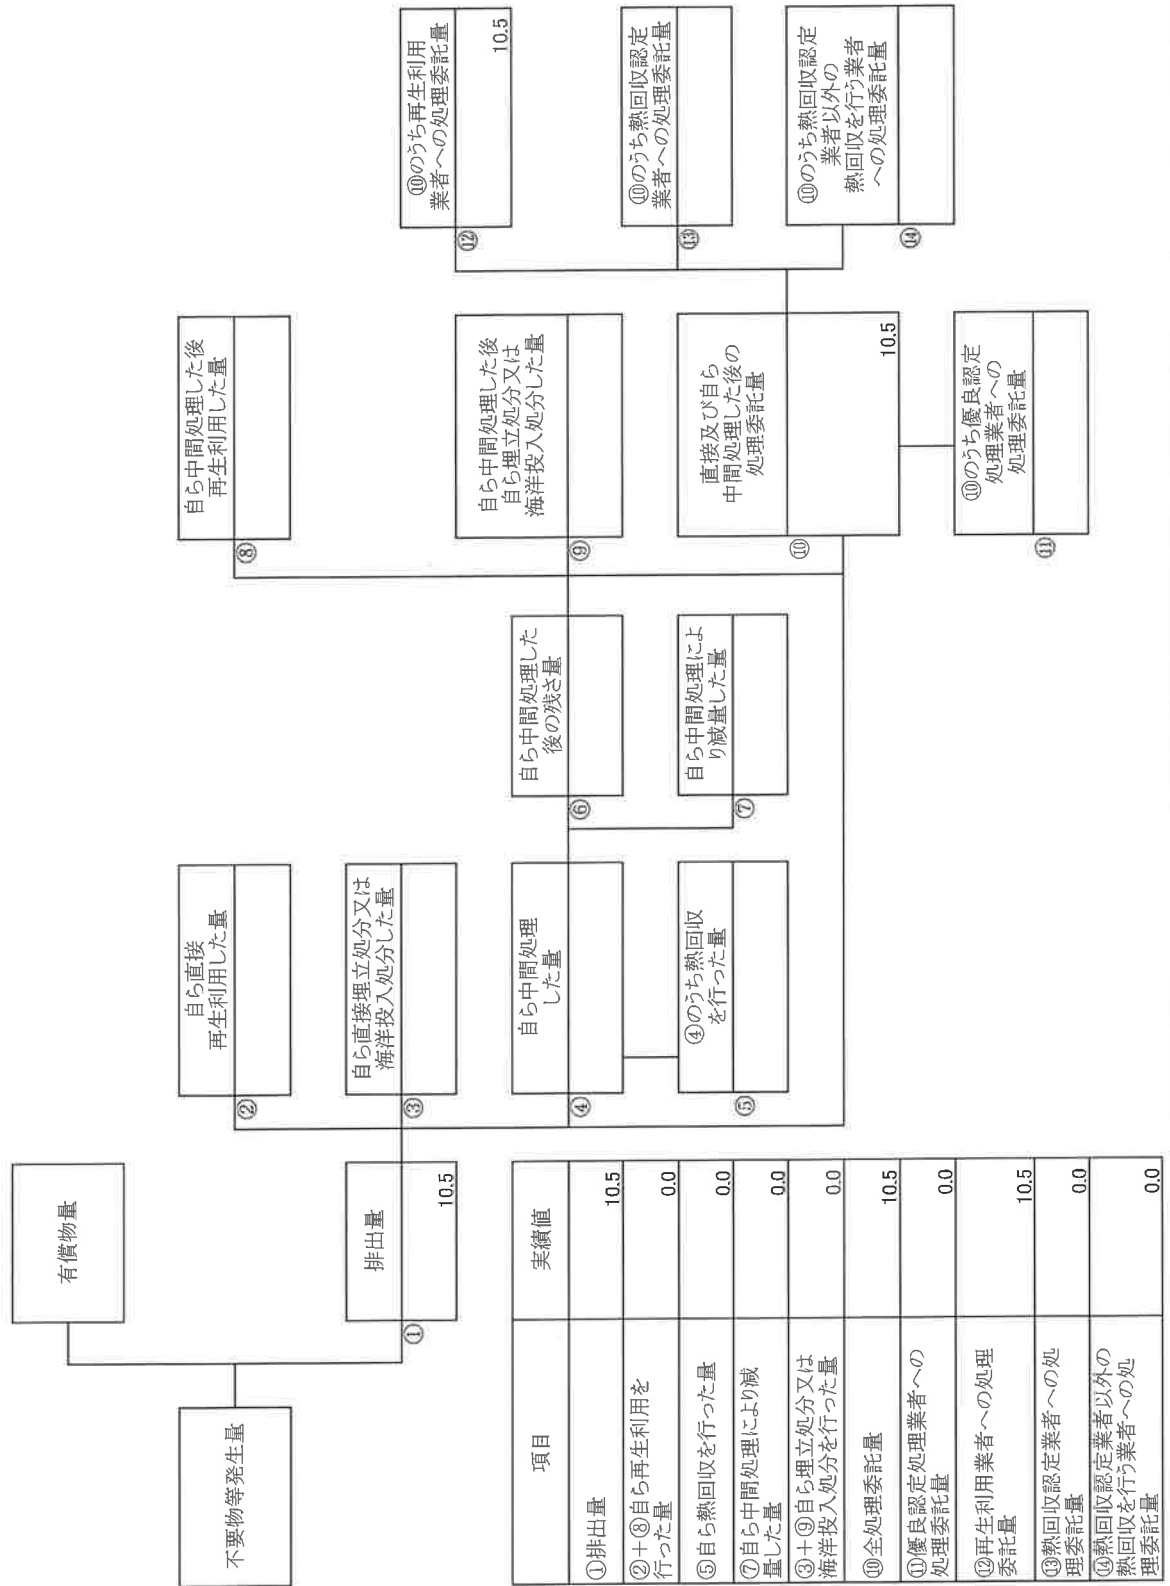 不要物等発生量
有償物量
①
排出量
10.5
②
自ら直接
再生利用した量
③
自ら直接埋立処分又は
海洋投入処分した量
④
自ら中間処理
した量
⑤
④のうち熱回収
を行った量
⑥
自ら中間処理した
後の残さ量
⑦
自ら中間処理によ
り減量した量
⑧
自ら中間処理した後
再生利用した量
⑨
自ら中間処理した後
自ら埋立処分又は
海洋投入処分した量
⑩
直接及び自ら
中間処理した後の
処理委託量
10.5
⑪
⑩のうち優良認定
処理業者への
処理委託量
⑫
⑩のうち再生利用
業者への処理委託量
10.5
⑬
⑩のうち熱回収認定
業者への処理委託量
⑭
⑩のうち熱回収認定
業者以外の
熱回収を行う業者
への処理委託量
項目 実績値
①排出量 10.5
②+⑧自ら再生利用を
行った量 0.0
⑤自ら熱回収を行った量 0.0
⑦自ら中間処理により減
量した量 0.0
③+⑨自ら埋立処分又は
海洋投入処分を行った量 0.0
⑩全処理委託量 10.5
⑪優良認定処理業者への
処理委託量 0.0
⑫再生利用業者への処理
委託量 10.5
⑬熱回収認定業者への処
理委託量 0.0
⑭熱回収認定業者以外の
熱回収を行う業者への処
理委託量 0.0